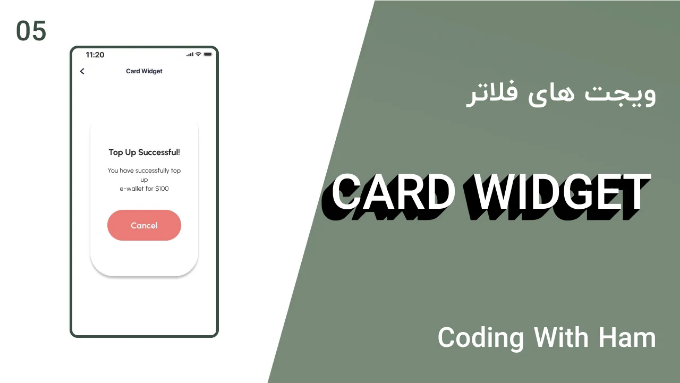 05
11:20
Card Widget
Top Up Successful!
You have successfully top
up
e-wallet for $100
Cancel
ویجت های فلاتر
CARD WIDGET
Coding With Ham